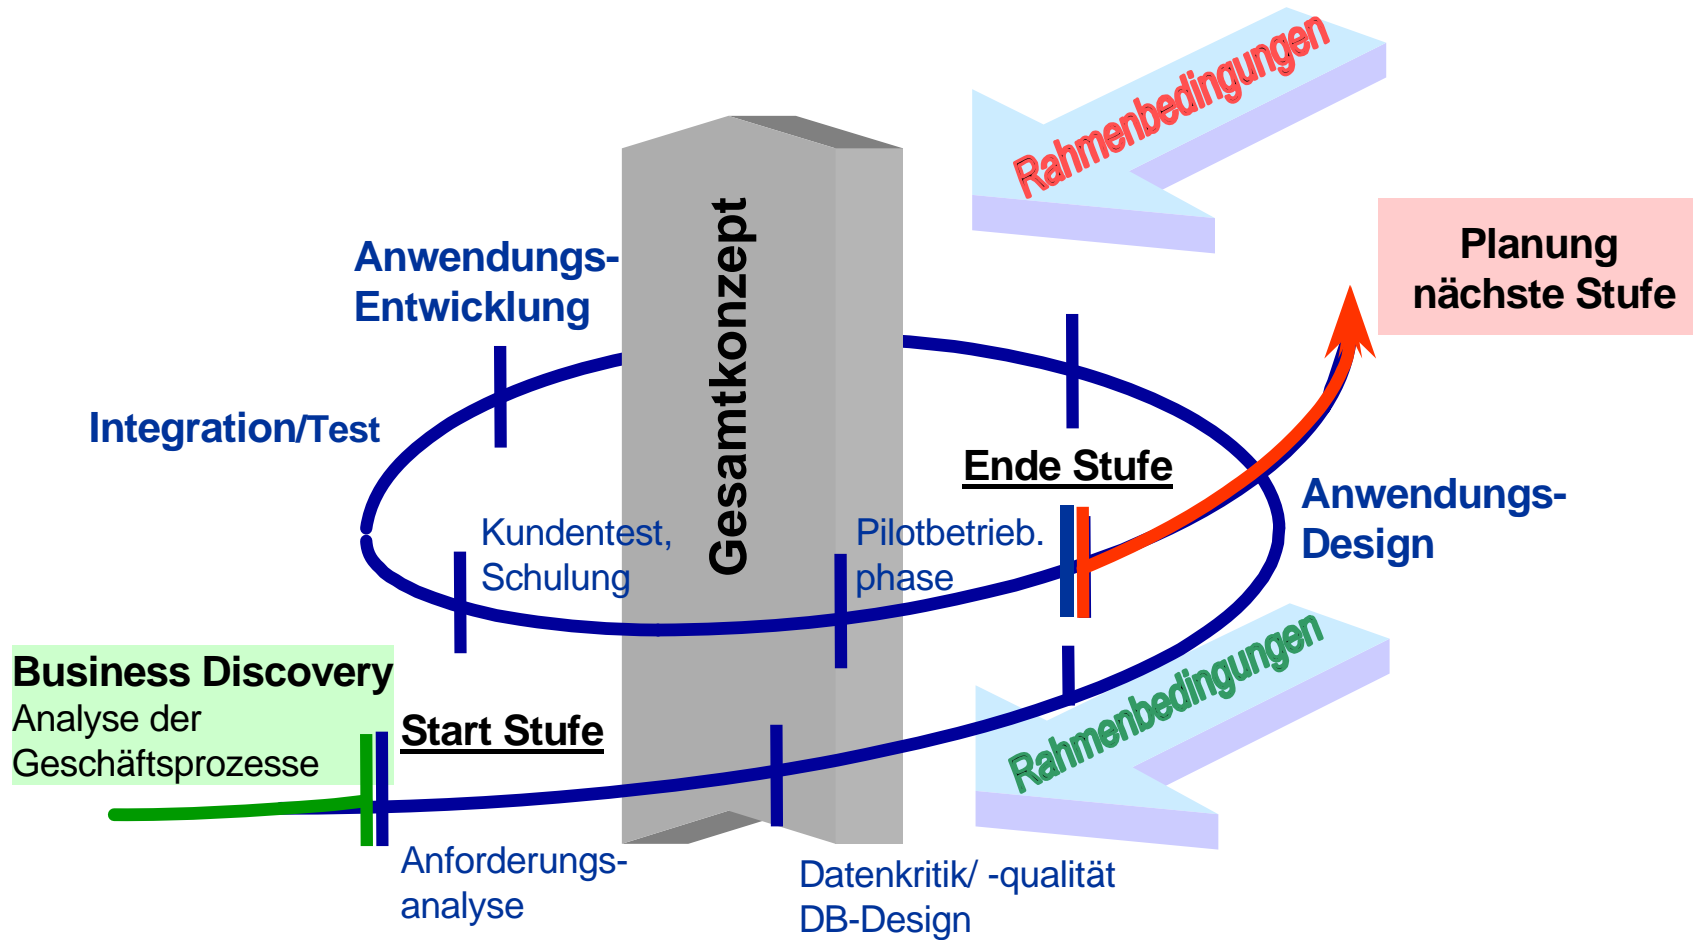 Rahmenbedingungen
Planung
nächste Stufe
Gesamtkonzept
Anwendungs-
Entwicklung
Integration/Test
Ende Stufe
Anwendungs-
Design
Kundentest,
Schulung
Pilotbetrieb.
phase
Rahmenbedingungen
Business Discovery
Analyse der
Geschäftsprozesse
Start Stufe
Anforderungs-
analyse
Datenkritik/ -qualität
DB-Design